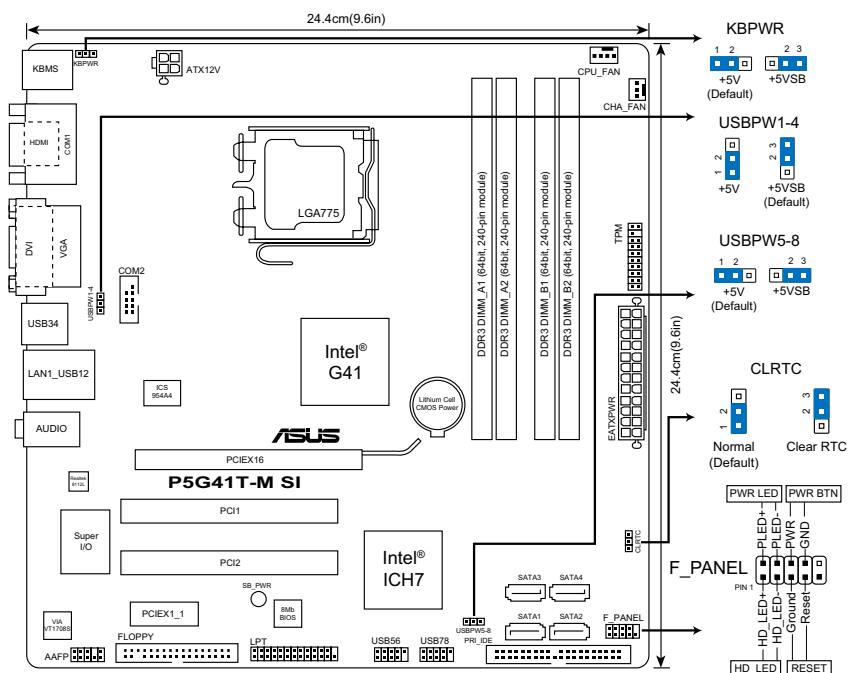 24.4cm(9.6in)
KBMS
KBPWR
ATX12V
CPU_FAN
CHA_FAN
HDMI
COM1
LGA775
DDR3 DIMM_A1 (64bit, 240-pin module)
DDR3 DIMM_A2 (64bit, 240-pin module)
DDR3 DIMM_B1 (64bit, 240-pin module)
DDR3 DIMM_B2 (64bit, 240-pin module)
TPM
DVI
VGA
USBPW1-4
COM2
USB34
LAN1_USB12
Intel®
G41
ICS
954A4
Lithium Cell
CMOS Power
EATXPWR
24.4cm(9.6in)
AUDIO
ASUS
PCIEX16
P5G41T-M SI
Realtek
8112L
PCI1
Super
I/O
PCI2
Intel®
ICH7
CLRTC
SB_PWR
PCIEX1_1
8Mb
BIOS
SATA3
SATA4
SATA1
SATA2
USBPW5-8
PRI_IDE
F_PANEL
VIA
VT1708S
AAFP
FLOPPY
LPT
USB56
USB78
KBPWR
1 2
2 3
+5V
(Default)
+5VSB
USBPW1-4
2
1
3
2
+5V
+5VSB
(Default)
USBPW5-8
1 2
2 3
+5V
(Default)
+5VSB
CLRTC
2
1
3
2
Normal
(Default)
Clear RTC
PWR LED
PWR BTN
PLED+
PLED-
PWR
GND
F_PANEL
PIN 1
HD_LED+
HD_LED-
Ground
Reset
HD_LED
RESET